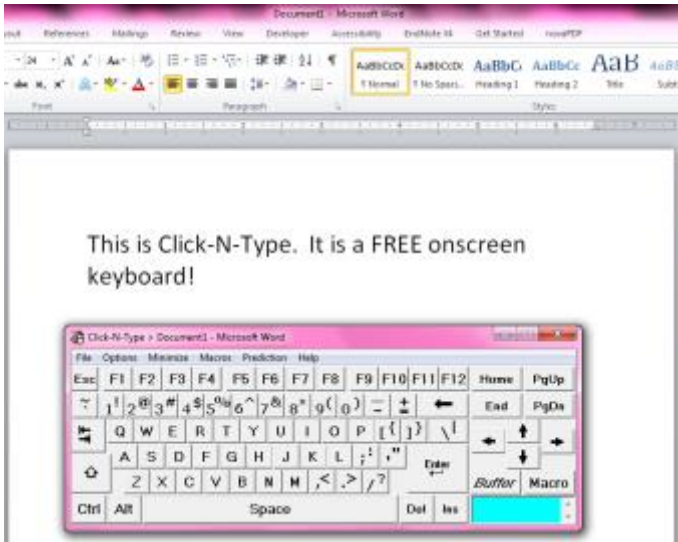 Document1 - Microsoft Word
References Mailings Review View Developer Accessibility EndNote X4 Get Started novaPDF
AaBbCcDc AaBbCcDc AaBbC AaBbCc AaB
¶ Normal ¶ No Spaci... Heading 1 Heading 2 Title Subt
Font Paragraph Styles
This is Click-N-Type. It is a FREE onscreen
keyboard!
Click-N-Type > Document1 - Microsoft Word
File Options Minimize Macros Prediction Help
Esc F1 F2 F3 F4 F5 F6 F7 F8 F9 F10 F11 F12 Home PgUp
~ ` 1! 2@ 3# 4$ 5% 6^ 7& 8* 9( 0) - _ + = End PgDn
Q W E R T Y U I O P [{ ]} \|
A S D F G H J K L ;: '" Enter
Z X C V B N M ,< .> /? Buffer Macro
Ctrl Alt Space Del Ins